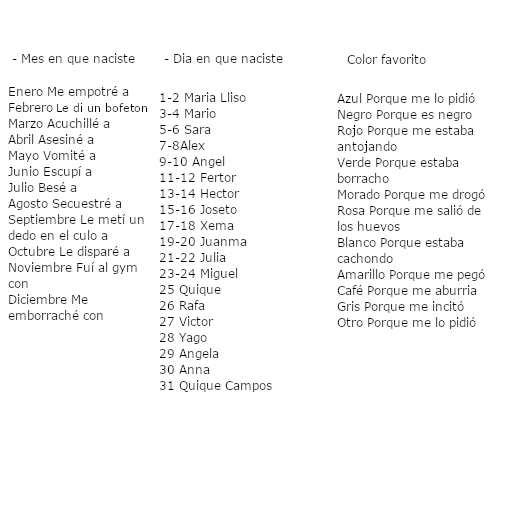 - Mes en que naciste
Enero Me empotré a
Febrero Le di un bofeton
Marzo Acuchillé a
Abril Asesiné a
Mayo Vomité a
Junio Escupí a
Julio Besé a
Agosto Secuestré a
Septiembre Le metí un
dedo en el culo a
Octubre Le disparé a
Noviembre Fuí al gym
con
Diciembre Me
emborraché con
- Dia en que naciste
1-2 Maria Lliso
3-4 Mario
5-6 Sara
7-8Alex
9-10 Angel
11-12 Fertor
13-14 Hector
15-16 Joseto
17-18 Xema
19-20 Juanma
21-22 Julia
23-24 Miguel
25 Quique
26 Rafa
27 Victor
28 Yago
29 Angela
30 Anna
31 Quique Campos
Color favorito
Azul Porque me lo pidió
Negro Porque es negro
Rojo Porque me estaba
antojando
Verde Porque estaba
borracho
Morado Porque me drogó
Rosa Porque me salió de
los huevos
Blanco Porque estaba
cachondo
Amarillo Porque me pegó
Café Porque me aburria
Gris Porque me incitó
Otro Porque me lo pidió